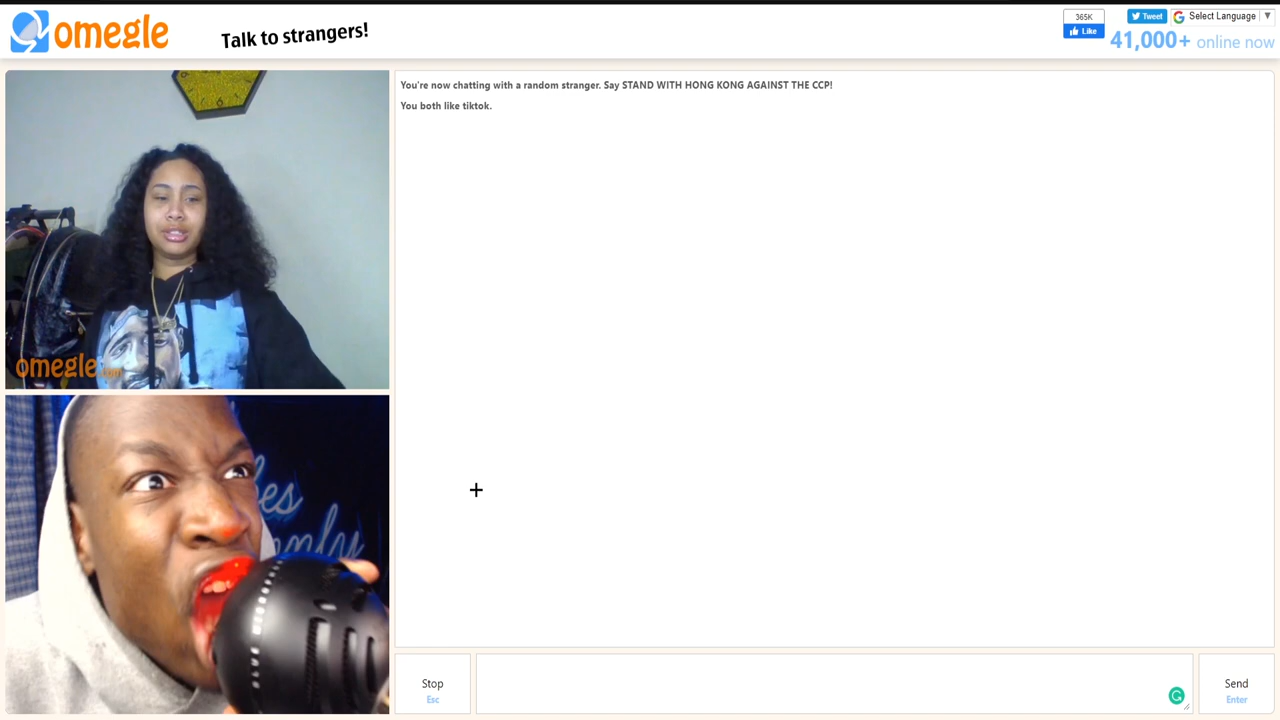 omegle
Talk to strangers!
365K
Like
Tweet
Select Language
41,000+ online now
You're now chatting with a random stranger. Say STAND WITH HONG KONG AGAINST THE CCP!
You both like tiktok.
omegle.com
Stop
Esc
Send
Enter